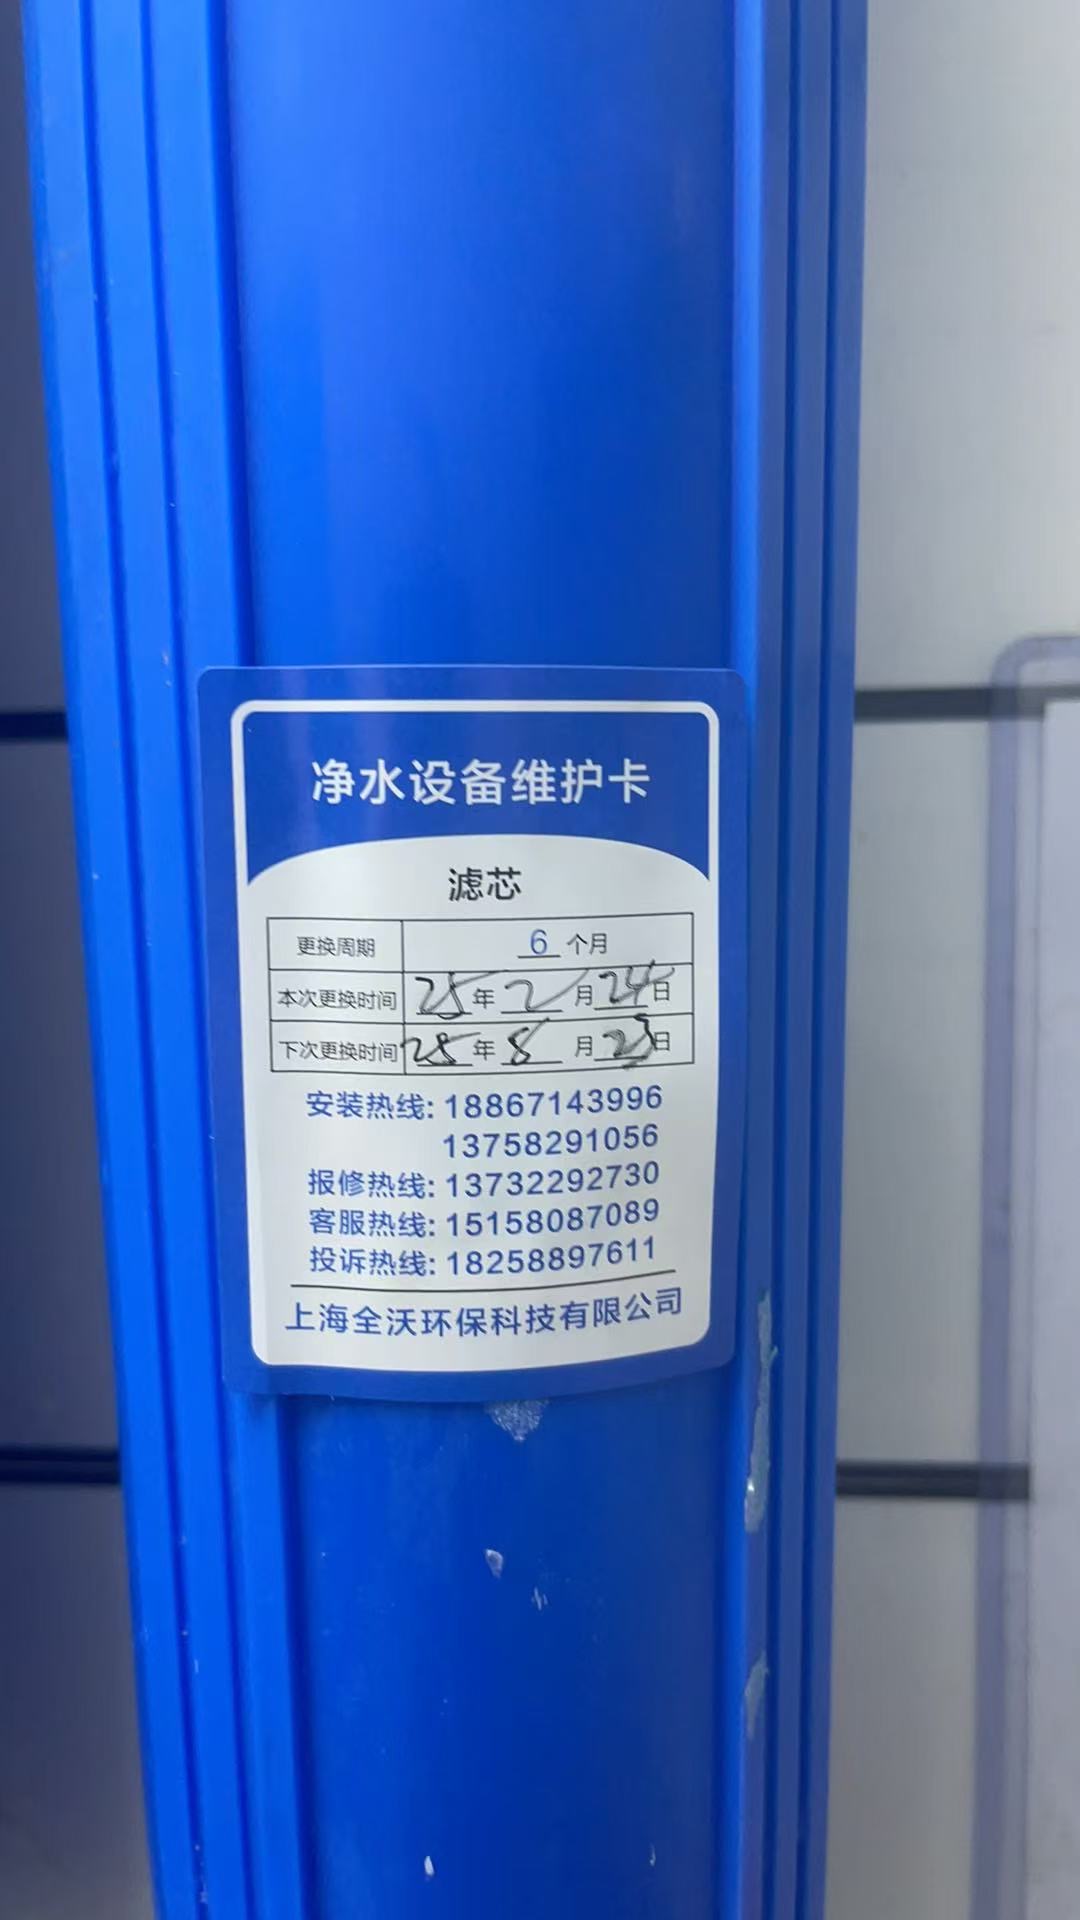 净水设备维护卡
滤芯
更换周期 6 个月
本次更换时间 25年 2 月 24 日
下次更换时间 25 年 8 月 23 日
安装热线: 18867143996
13758291056
报修热线: 13732292730
客服热线: 15158087089
投诉热线: 18258897611
上海全沃环保科技有限公司